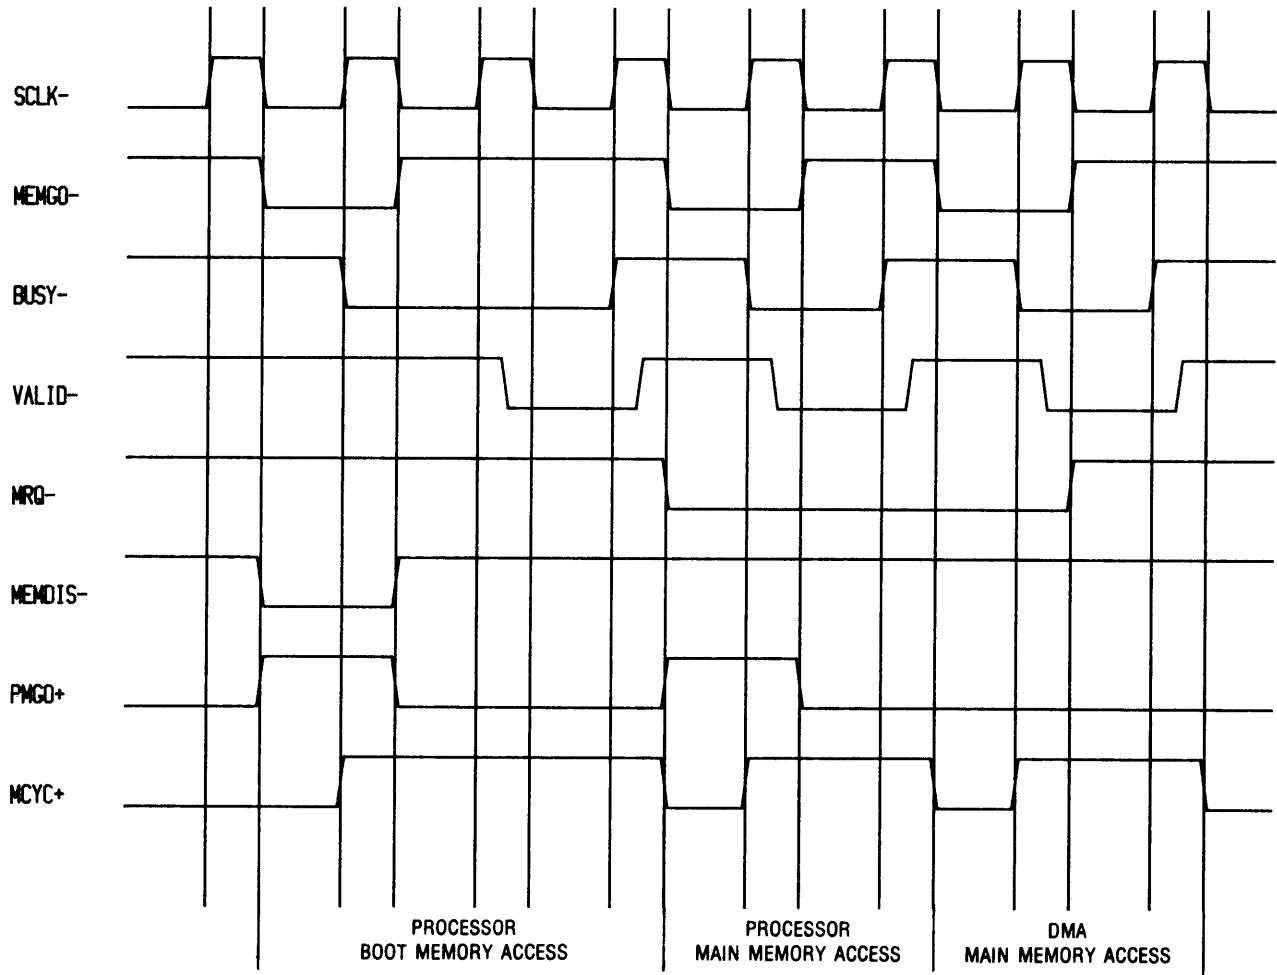 SCLK-
MEMGO-
BUSY-
VALID-
MRQ-
MEMDIS-
PMGO+
MCYC+
PROCESSOR
BOOT MEMORY ACCESS
PROCESSOR
MAIN MEMORY ACCESS
DMA
MAIN MEMORY ACCESS